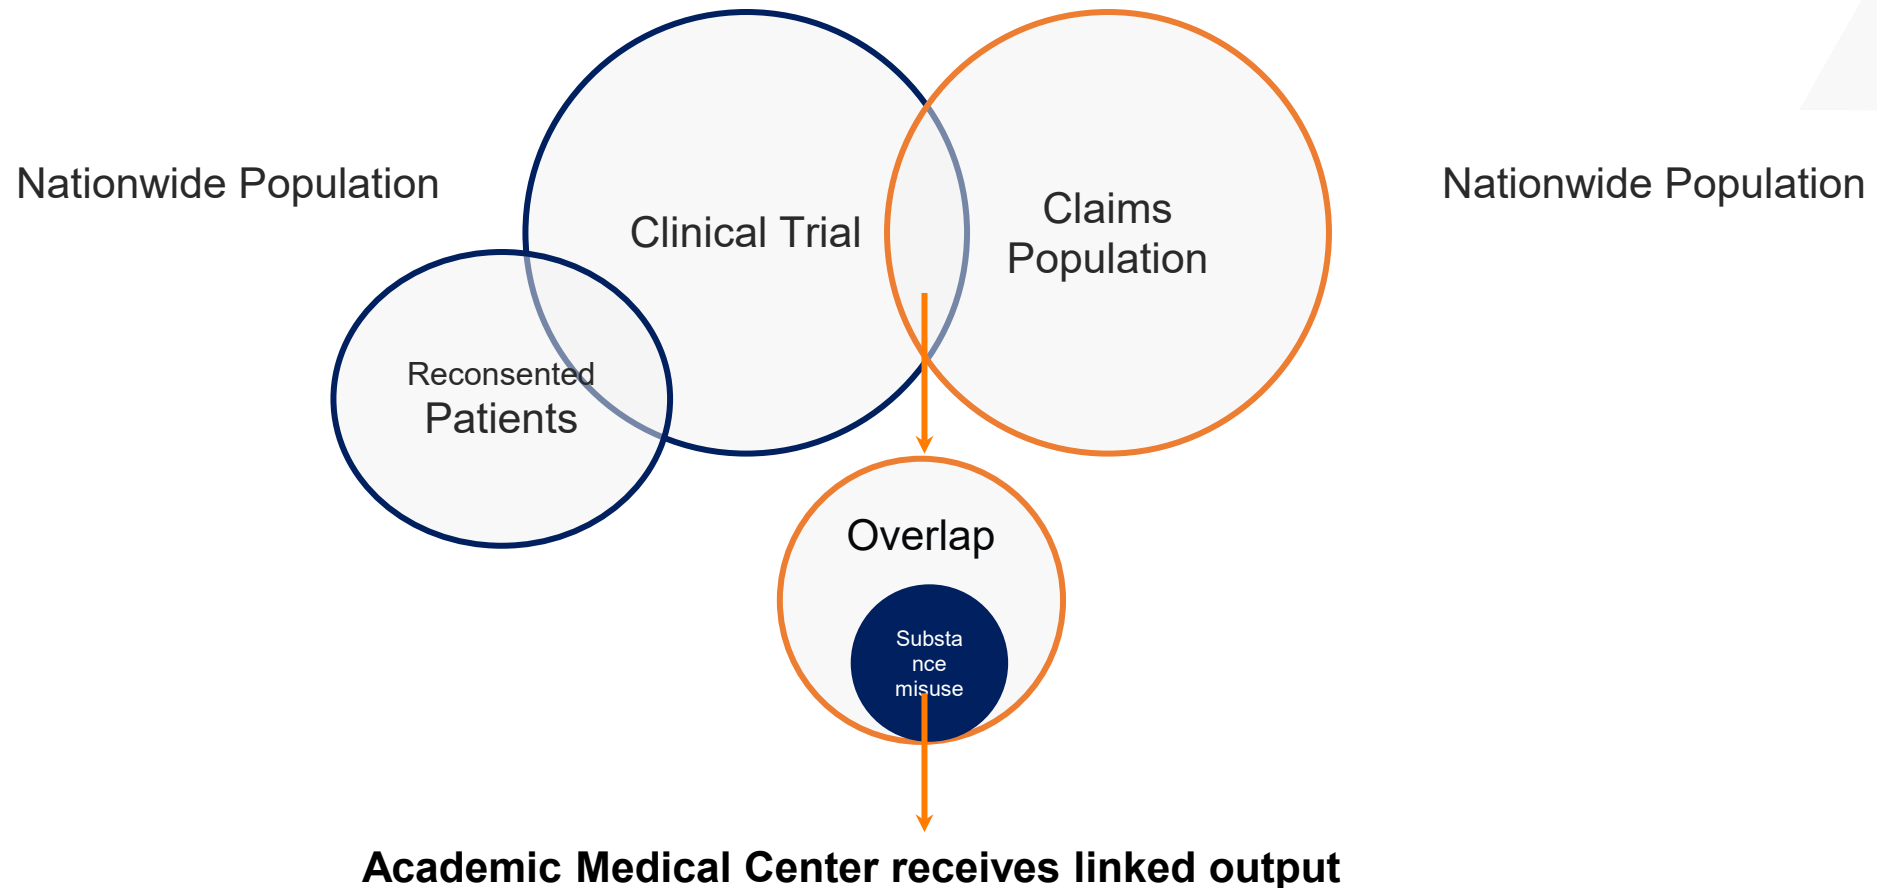 Nationwide Population
Clinical Trial
Claims
Population
Nationwide Population
Reconsented
Patients
Overlap
Substa
nce
misuse
Academic Medical Center receives linked output